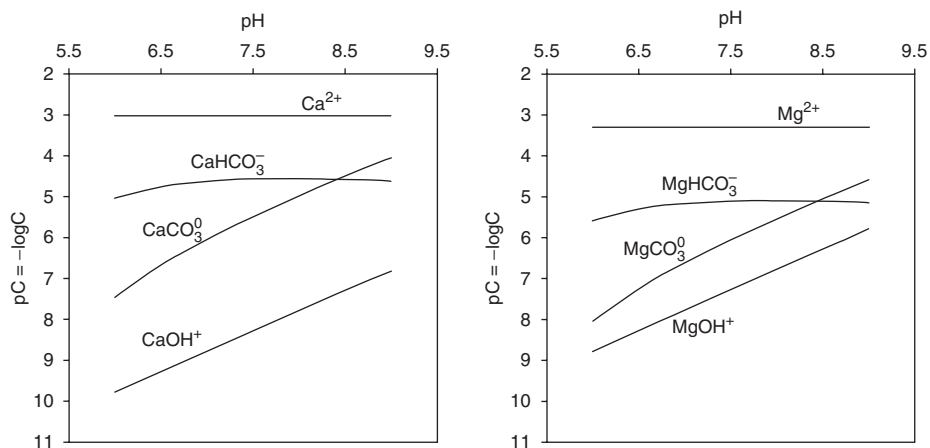 pH
5.5 6.5 7.5 8.5 9.5
2
3
4
5
6
7
8
9
10
11
pC = –logC
Ca²⁺
CaHCO₃⁻
CaCO₃⁰
CaOH⁺
pH
5.5 6.5 7.5 8.5 9.5
2
3
4
5
6
7
8
9
10
11
pC = –logC
Mg²⁺
MgHCO₃⁻
MgCO₃⁰
MgOH⁺